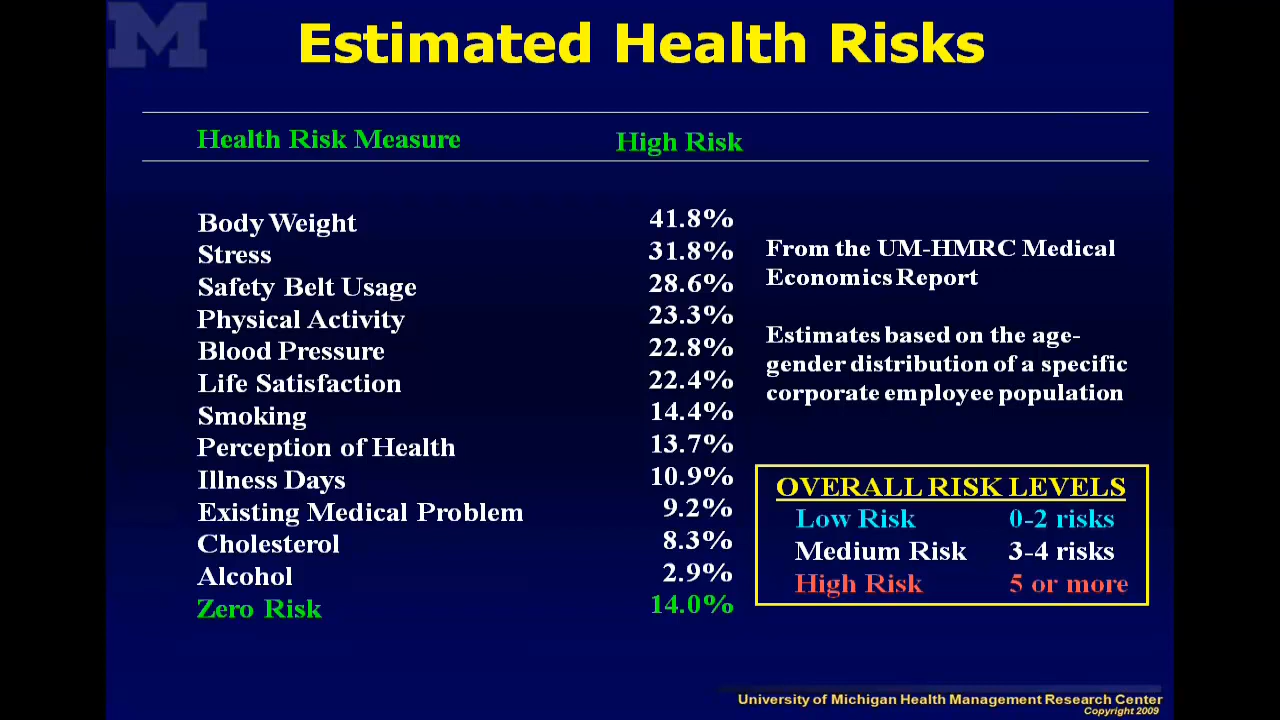 M
Estimated Health Risks
Health Risk Measure High Risk
Body Weight 41.8%
Stress 31.8%
Safety Belt Usage 28.6%
Physical Activity 23.3%
Blood Pressure 22.8%
Life Satisfaction 22.4%
Smoking 14.4%
Perception of Health 13.7%
Illness Days 10.9%
Existing Medical Problem 9.2%
Cholesterol 8.3%
Alcohol 2.9%
Zero Risk 14.0%
From the UM-HMRC Medical
Economics Report
Estimates based on the age-
gender distribution of a specific
corporate employee population
OVERALL RISK LEVELS
Low Risk 0-2 risks
Medium Risk 3-4 risks
High Risk 5 or more
University of Michigan Health Management Research Center
Copyright 2009